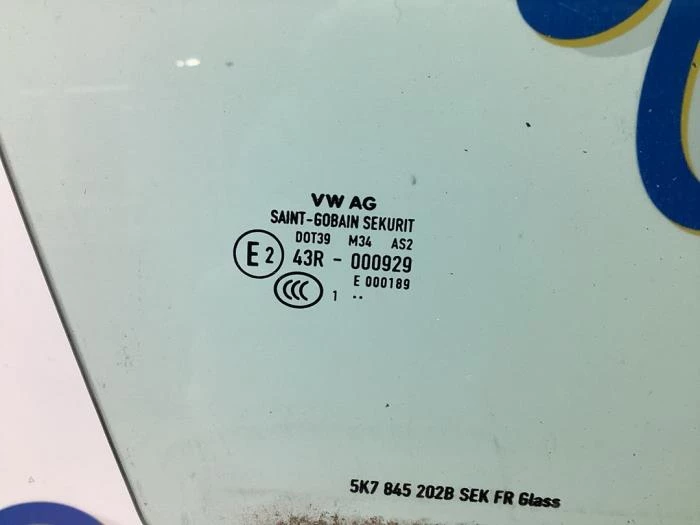 VW AG
SAINT-GOBAIN SEKURIT
DOT39 M34 AS2
E2 43R - 000929
E 000189
CCC 1 ..
5K7 845 202B SEK FR Glass